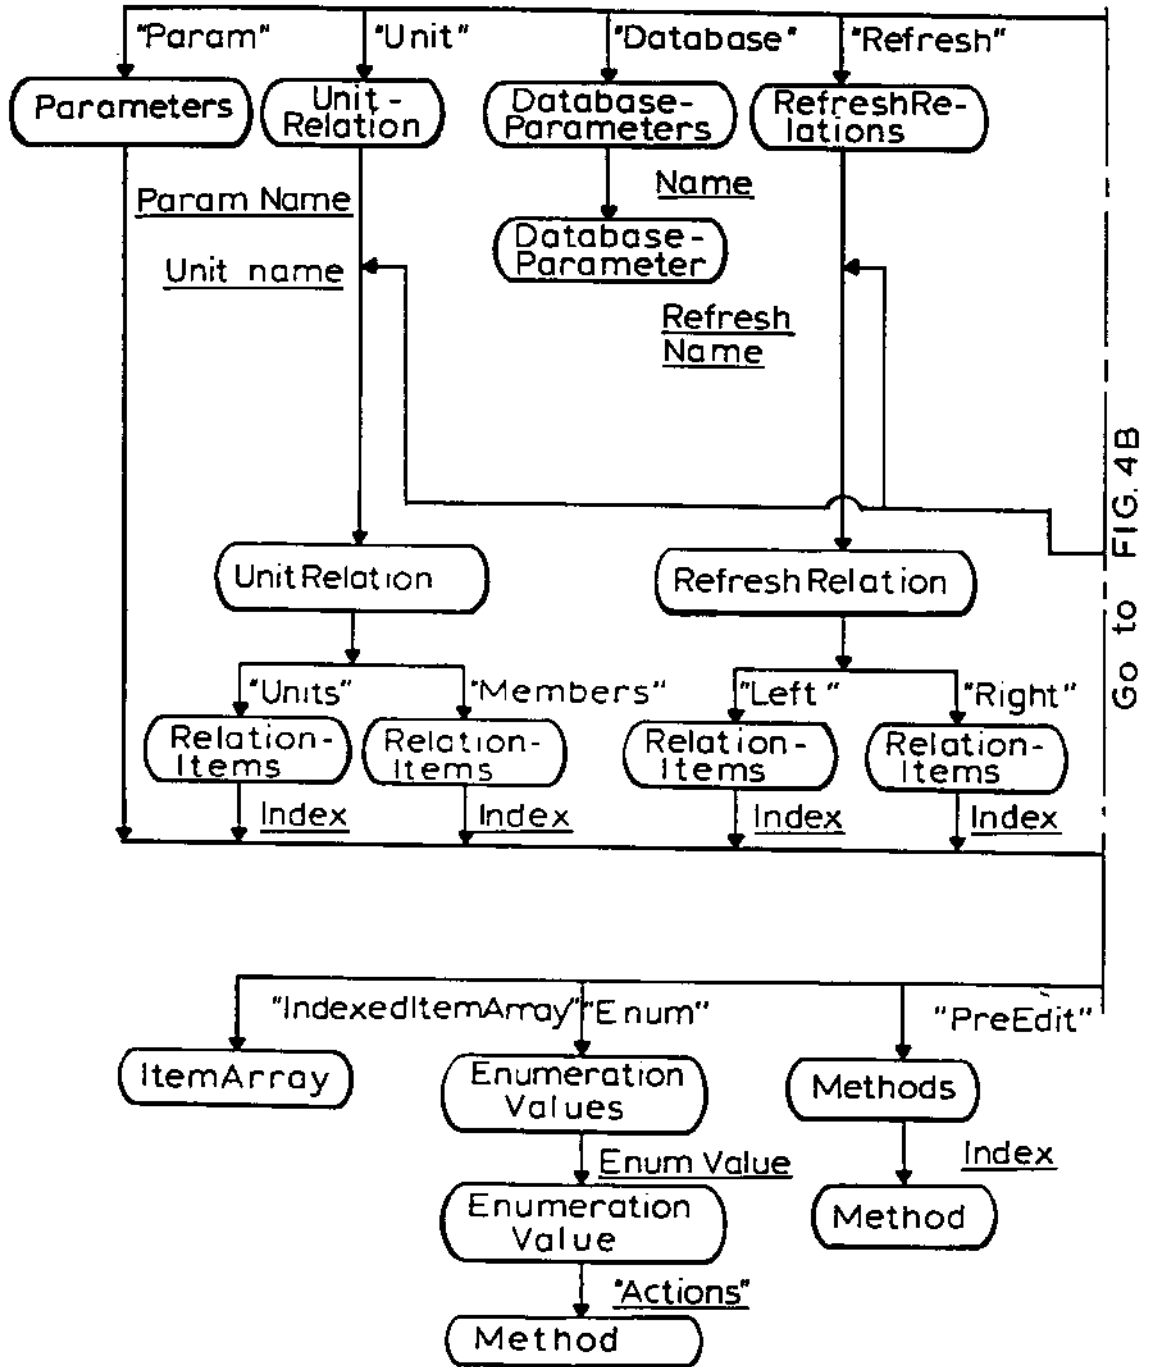 "Param"
"Unit"
"Database"
"Refresh"
Parameters
Unit-
Relation
Database-
Parameters
RefreshRe-
lations
Param Name
Name
Unit name
Database-
Parameter
Refresh
Name
Go to FIG. 4B
UnitRelation
RefreshRelation
"Units"
"Members"
"Left"
"Right"
Relation-
Items
Relation-
Items
Relation-
Items
Relation-
Items
Index
Index
Index
Index
"IndexedItemArray"
"Enum"
"PreEdit"
ItemArray
Enumeration
Values
Methods
Enum Value
Index
Enumeration
Value
Method
"Actions"
Method